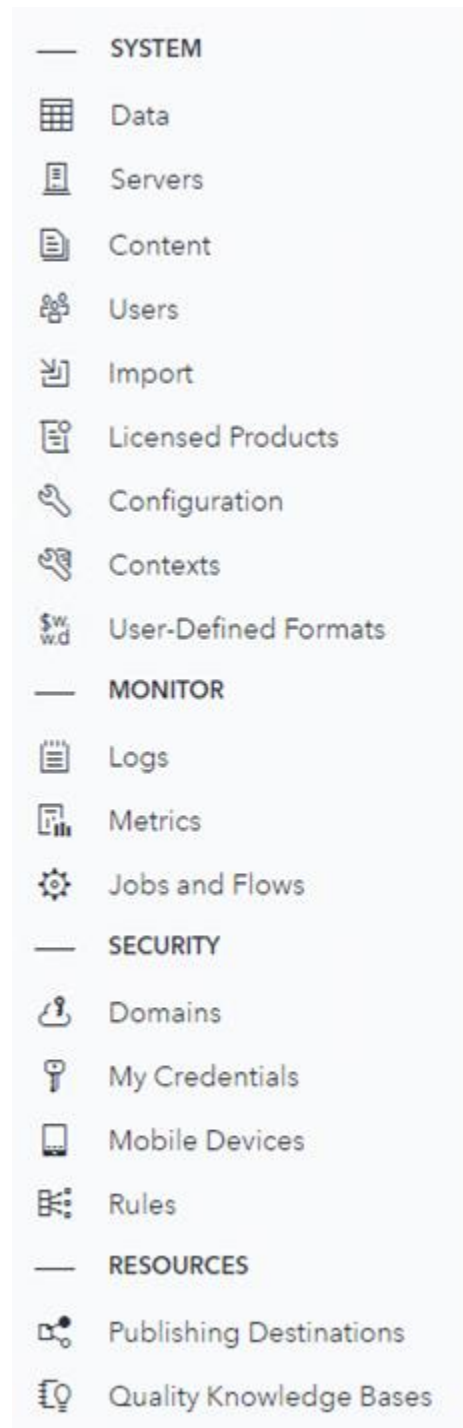 SYSTEM
Data
Servers
Content
Users
Import
Licensed Products
Configuration
Contexts
$w.
w.d
User-Defined Formats
MONITOR
Logs
Metrics
Jobs and Flows
SECURITY
Domains
My Credentials
Mobile Devices
Rules
RESOURCES
Publishing Destinations
Quality Knowledge Bases